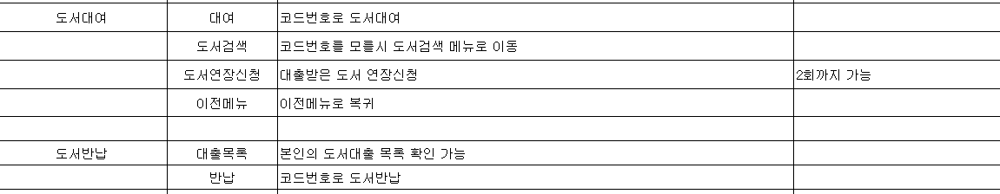 도서대여 대여 코드번호로 도서대여
도서검색 코드번호를 모를시 도서검색 메뉴로 이동
도서연장신청 대출받은 도서 연장신청 2회까지 가능
이전메뉴 이전메뉴로 복귀
도서반납 대출목록 본인의 도서대출 목록 확인 가능
반납 코드번호로 도서반납